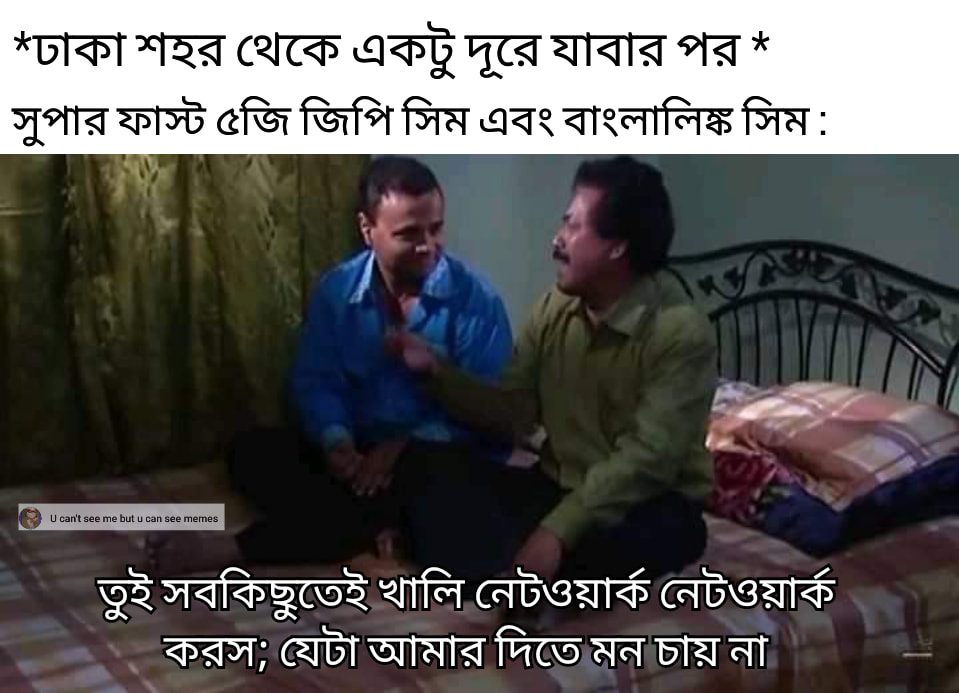 *ঢাকা শহর থেকে একটু দূরে যাবার পর *
সুপার ফাস্ট ৫জি জিপি সিম এবং বাংলালিঙ্ক সিম :
U can't see me but u can see memes
তুই সবকিছুতেই খালি নেটওয়ার্ক নেটওয়ার্ক
করস; যেটা আমার দিতে মন চায় না